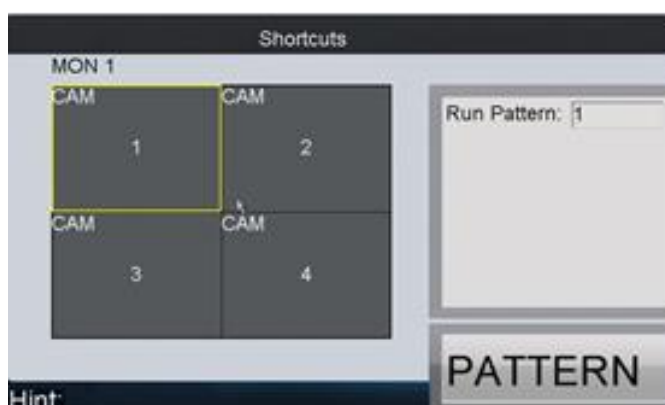 Shortcuts
MON 1
CAM
1
CAM
2
CAM
3
CAM
4
Run Pattern: 1
PATTERN
Hint: